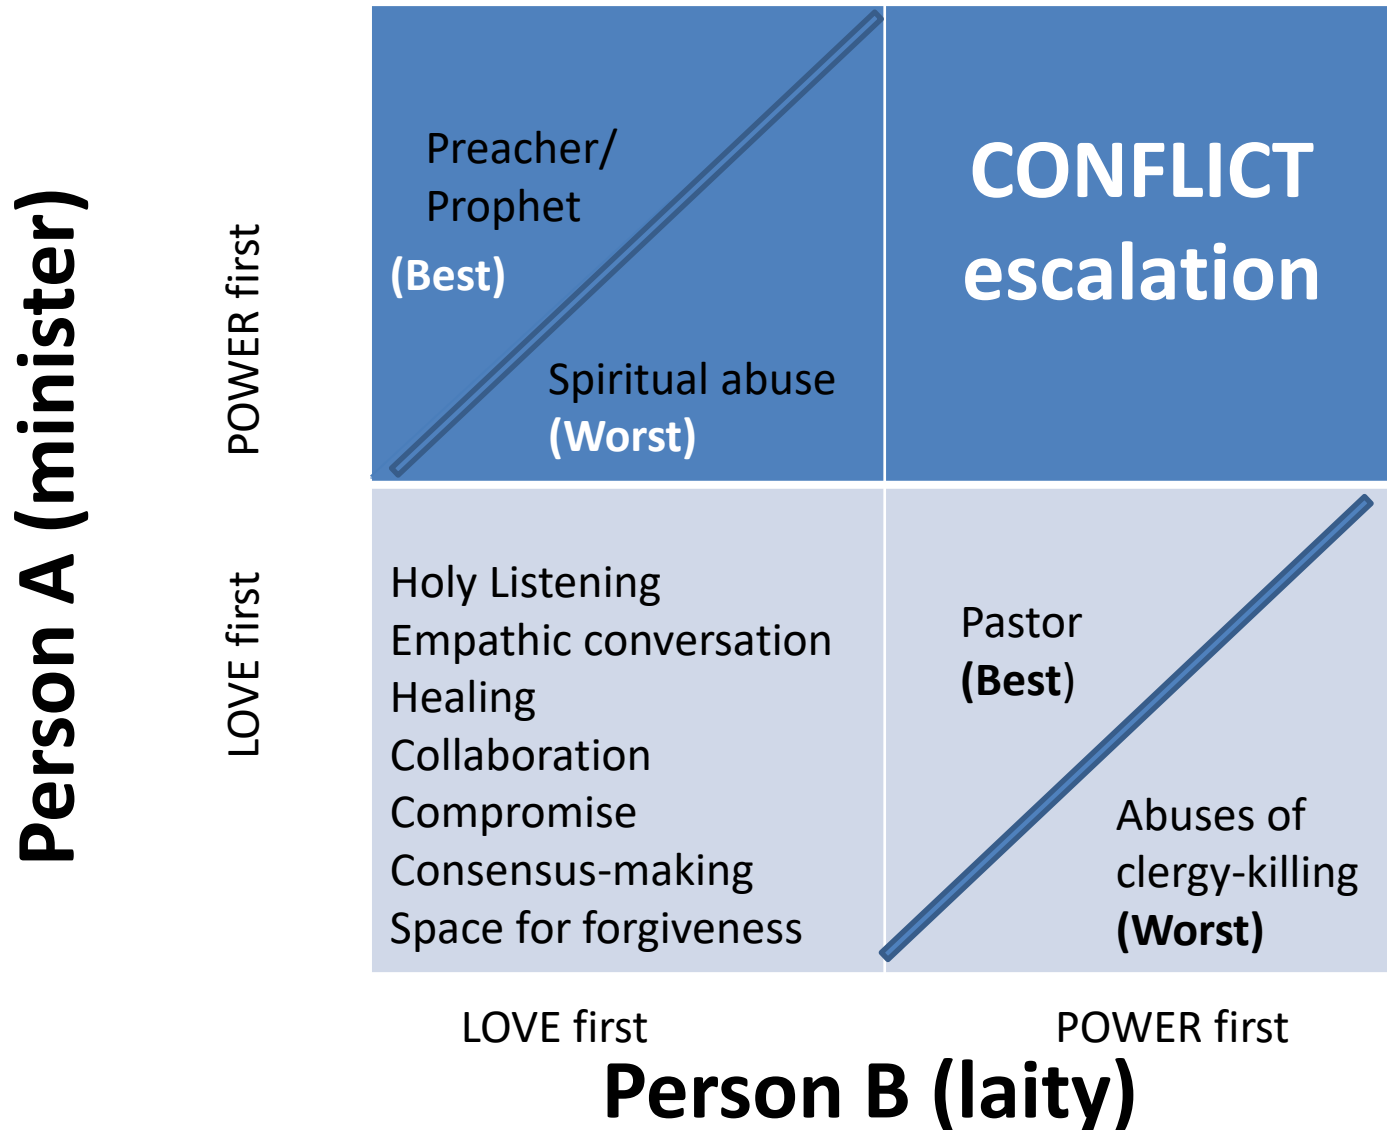 Person A (minister)
POWER first
LOVE first
Preacher/
Prophet
(Best)
Spiritual abuse
(Worst)
CONFLICT
escalation
Holy Listening
Empathic conversation
Healing
Collaboration
Compromise
Consensus-making
Space for forgiveness
Pastor
(Best)
Abuses of
clergy-killing
(Worst)
LOVE first
POWER first
Person B (laity)